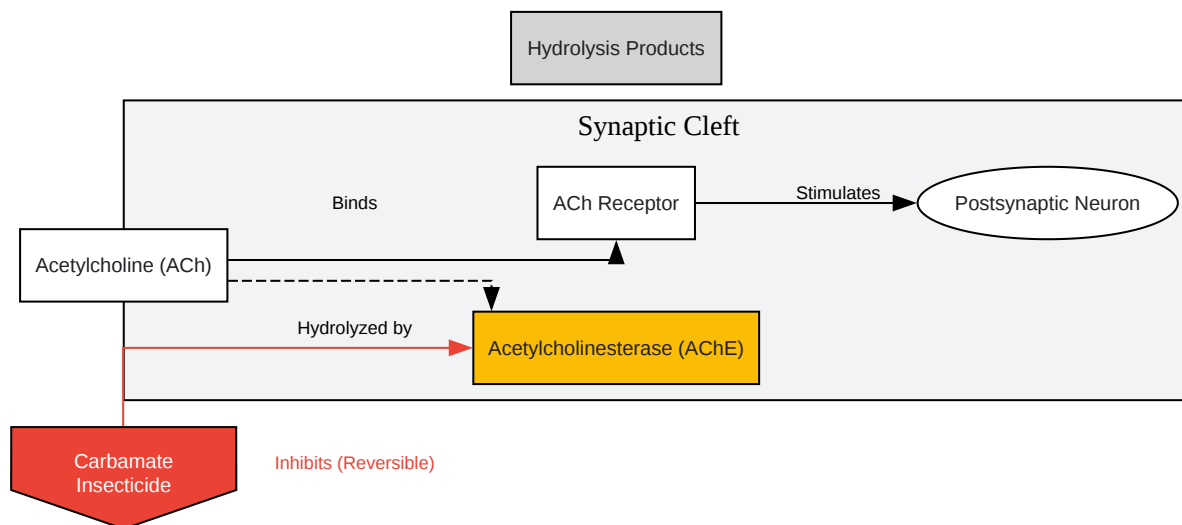 Hydrolysis Products
Synaptic Cleft
Binds
ACh Receptor
Stimulates
Postsynaptic Neuron
Acetylcholine (ACh)
Hydrolyzed by
Acetylcholinesterase (AChE)
Carbamate
Insecticide
Inhibits (Reversible)